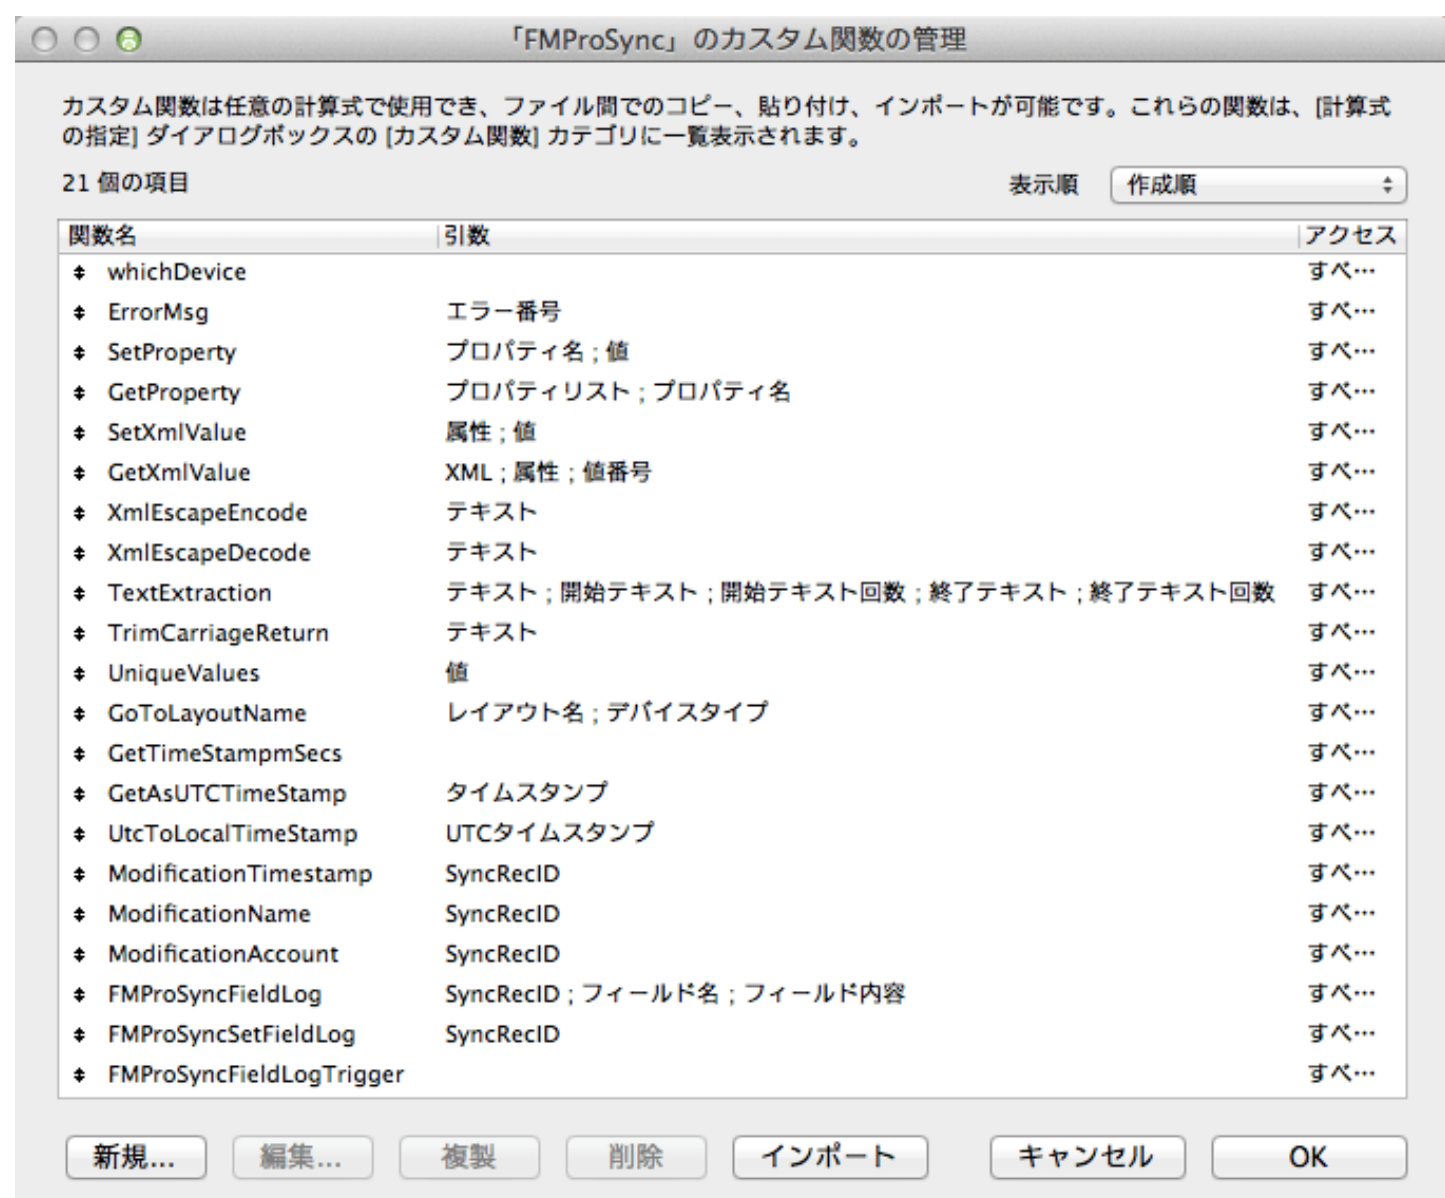 「FMProSync」のカスタム関数の管理
カスタム関数は任意の計算式で使用でき、ファイル間でのコピー、貼り付け、インポートが可能です。これらの関数は、[計算式
の指定] ダイアログボックスの [カスタム関数] カテゴリに一覧表示されます。
21 個の項目 表示順 作成順
関数名 引数 アクセス
whichDevice すべ…
ErrorMsg エラー番号 すべ…
SetProperty プロパティ名 ; 値 すべ…
GetProperty プロパティリスト ; プロパティ名 すべ…
SetXmlValue 属性 ; 値 すべ…
GetXmlValue XML ; 属性 ; 値番号 すべ…
XmlEscapeEncode テキスト すべ…
XmlEscapeDecode テキスト すべ…
TextExtraction テキスト ; 開始テキスト ; 開始テキスト回数 ; 終了テキスト ; 終了テキスト回数 すべ…
TrimCarriageReturn テキスト すべ…
UniqueValues 値 すべ…
GoToLayoutName レイアウト名 ; デバイスタイプ すべ…
GetTimeStampmSecs すべ…
GetAsUTCTimeStamp タイムスタンプ すべ…
UtcToLocalTimeStamp UTCタイムスタンプ すべ…
ModificationTimestamp SyncRecID すべ…
ModificationName SyncRecID すべ…
ModificationAccount SyncRecID すべ…
FMProSyncFieldLog SyncRecID ; フィールド名 ; フィールド内容 すべ…
FMProSyncSetFieldLog SyncRecID すべ…
FMProSyncFieldLogTrigger すべ…
新規... 編集... 複製 削除 インポート キャンセル OK